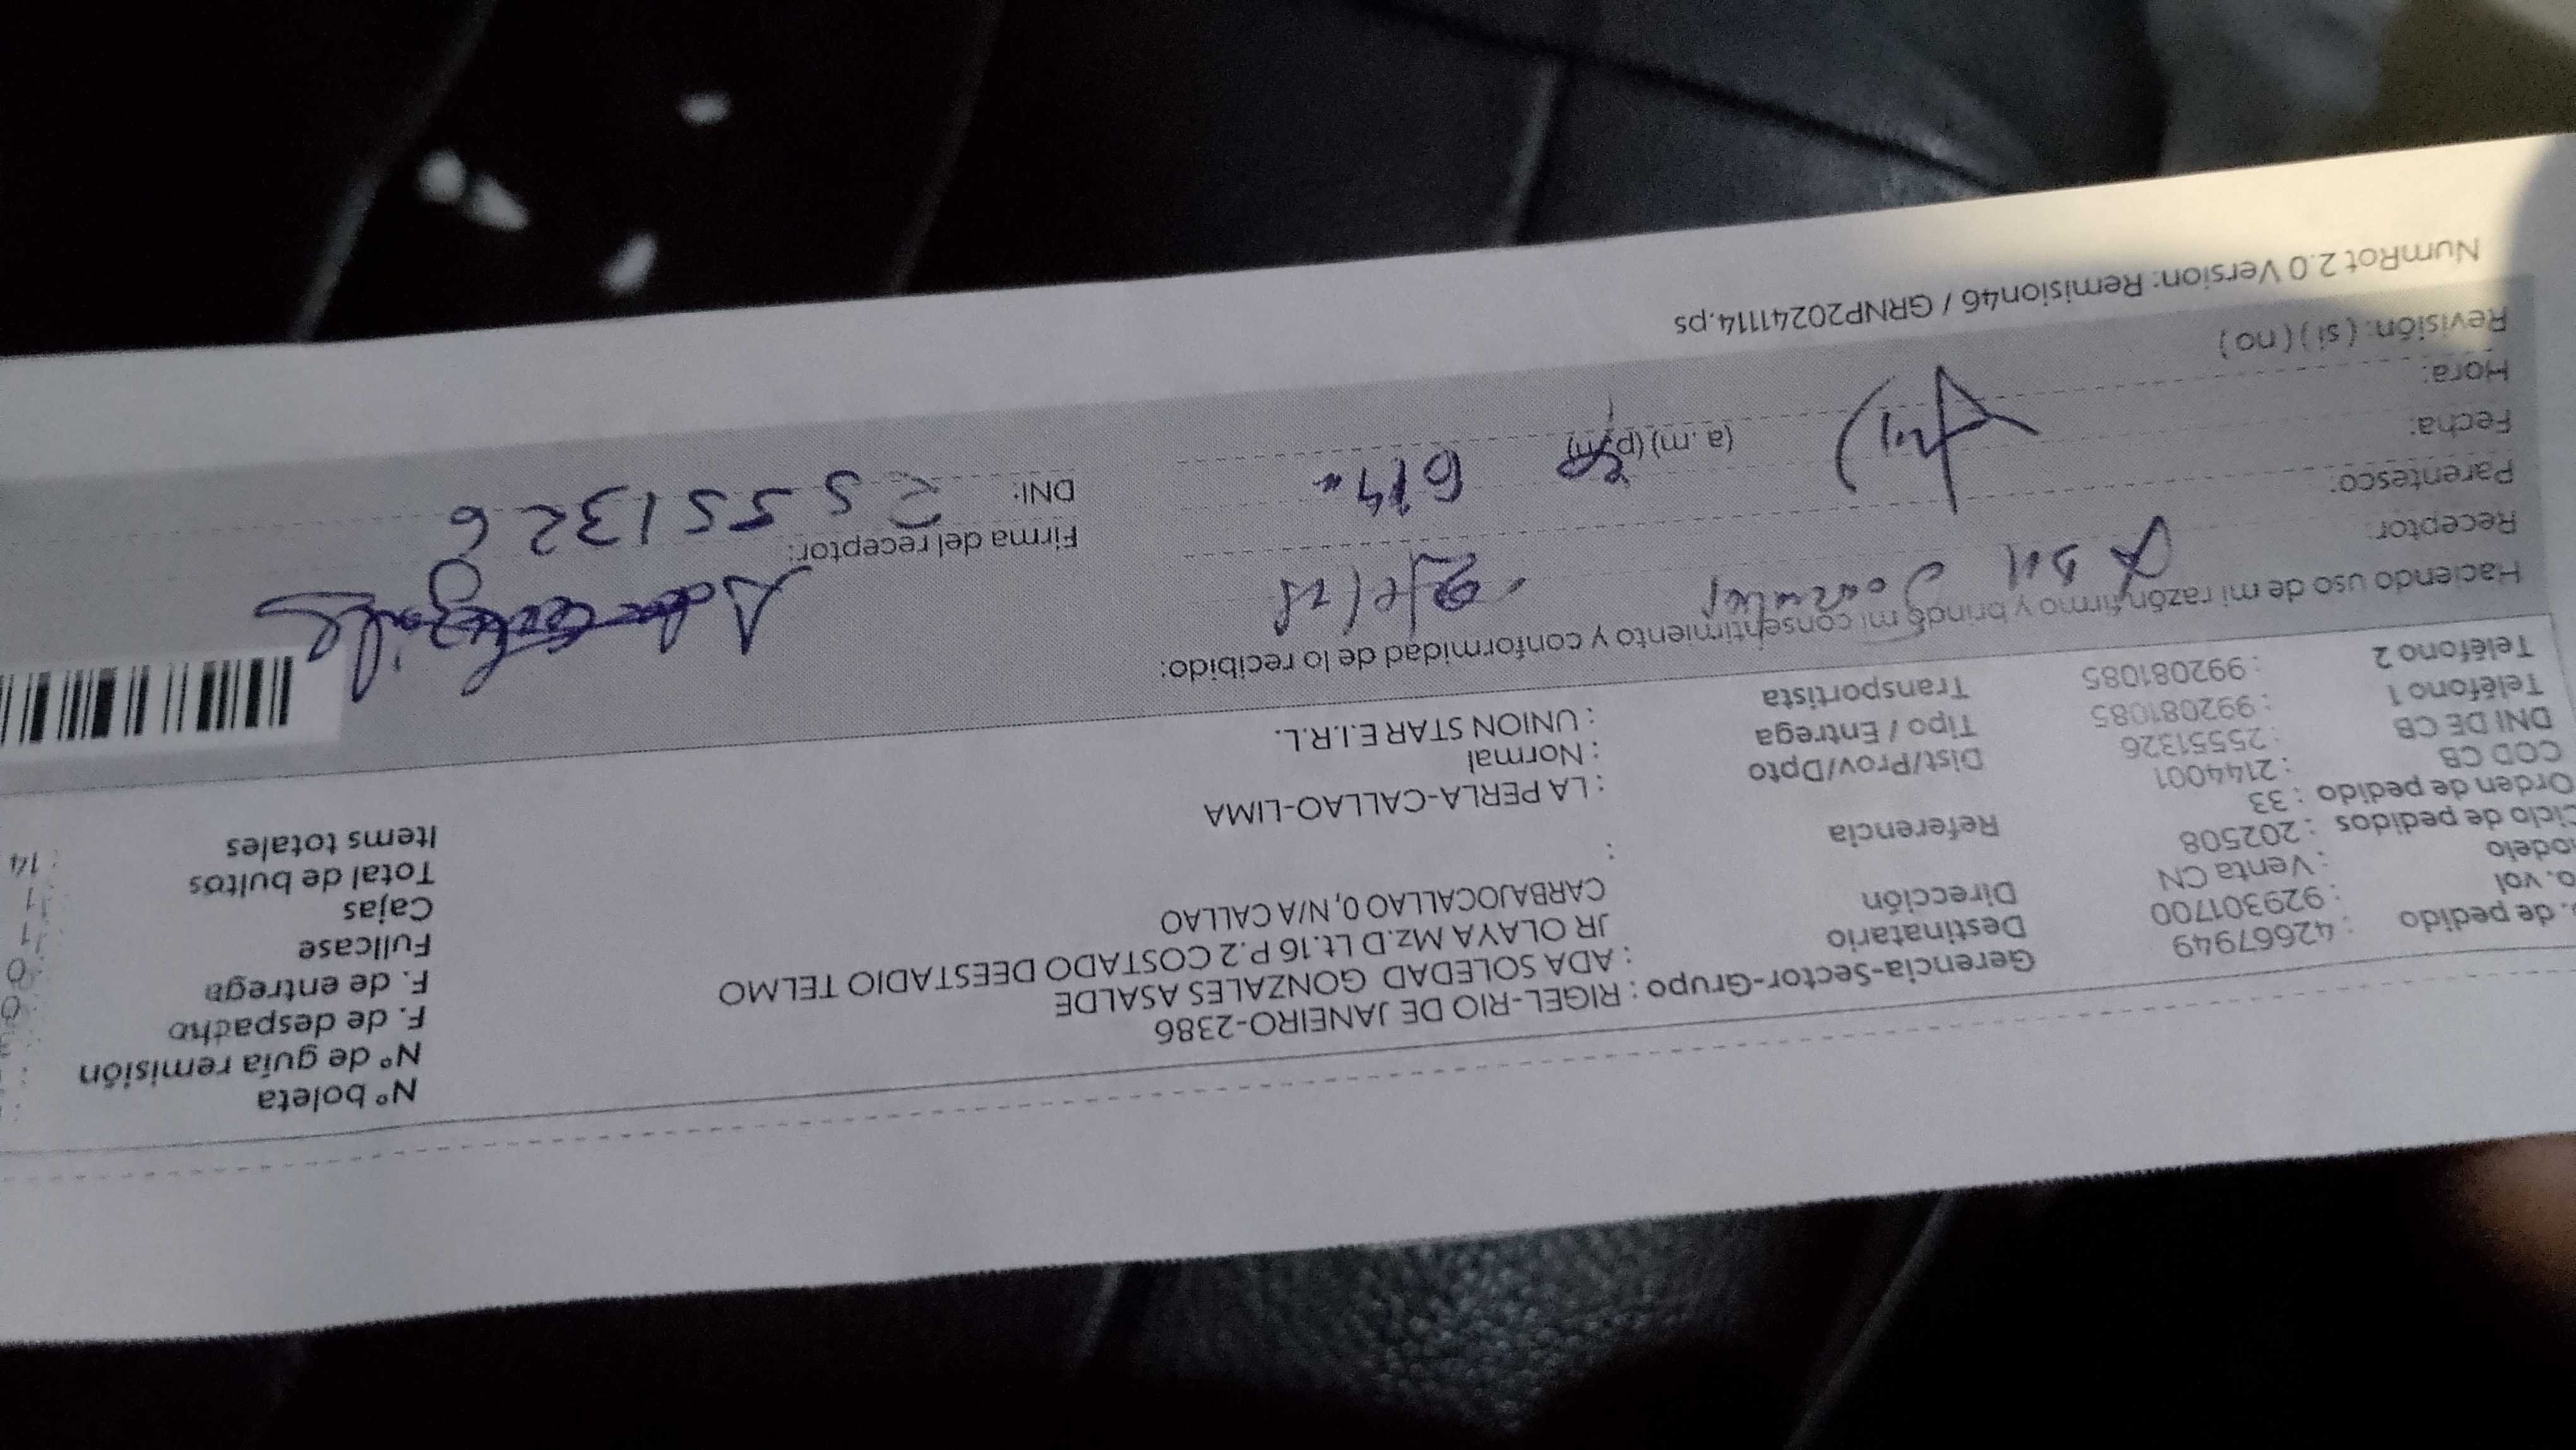 Nº boleta :
Nº de guía remisión :
F. de despacho
F. de entrega
Fullcase 0
Cajas 1
Total de bultos 1
Items totales : 14
Gerencia-Sector-Grupo : RIGEL-RIO DE JANEIRO-2386
Destinatario : ADA SOLEDAD GONZALES ASALDE
Dirección JR OLAYA Mz.D Lt.16 P.2 COSTADO DEESTADIO TELMO
CARBAJOCALLAO 0, N/A CALLAO
Referencia :
Dist/Prov/Dpto : LA PERLA-CALLAO-LIMA
Tipo / Entrega : Normal
Transportista : UNION STAR E.I.R.L.
. de pedido : 42667949
o. vol : 929301700
odelo : Venta CN
iclo de pedidos : 202508
Orden de pedido : 33
COD CB : 2144001
DNI DE CB : 25551326
Teléfono 1 : 992081085
Teléfono 2 : 992081085
Haciendo uso de mi razón, firmo y brindo mi consentimiento y conformidad de lo recibido:
Receptor:
Parentesco:
Fecha:
Hora: (a.m) (p.m)
Revisión: ( si ) ( no )
Firma del receptor:
DNI: 25551326
NumRot 2.0 Version: Remision46 / GRNP20241114.ps